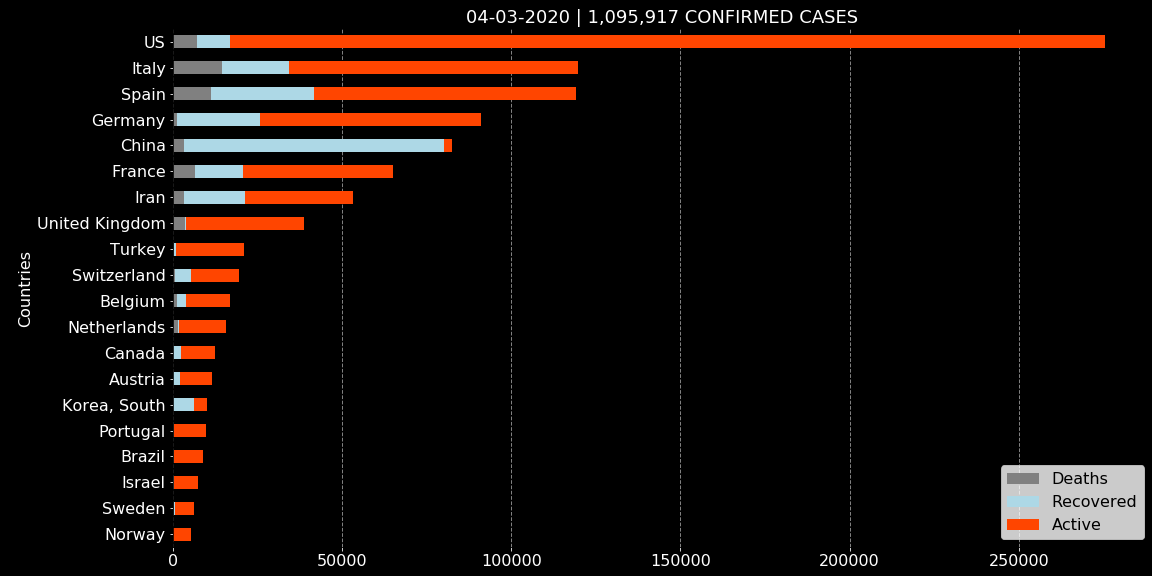 04-03-2020 | 1,095,917 CONFIRMED CASES
Countries
US
Italy
Spain
Germany
China
France
Iran
United Kingdom
Turkey
Switzerland
Belgium
Netherlands
Canada
Austria
Korea, South
Portugal
Brazil
Israel
Sweden
Norway
0 50000 100000 150000 200000 250000
Deaths
Recovered
Active